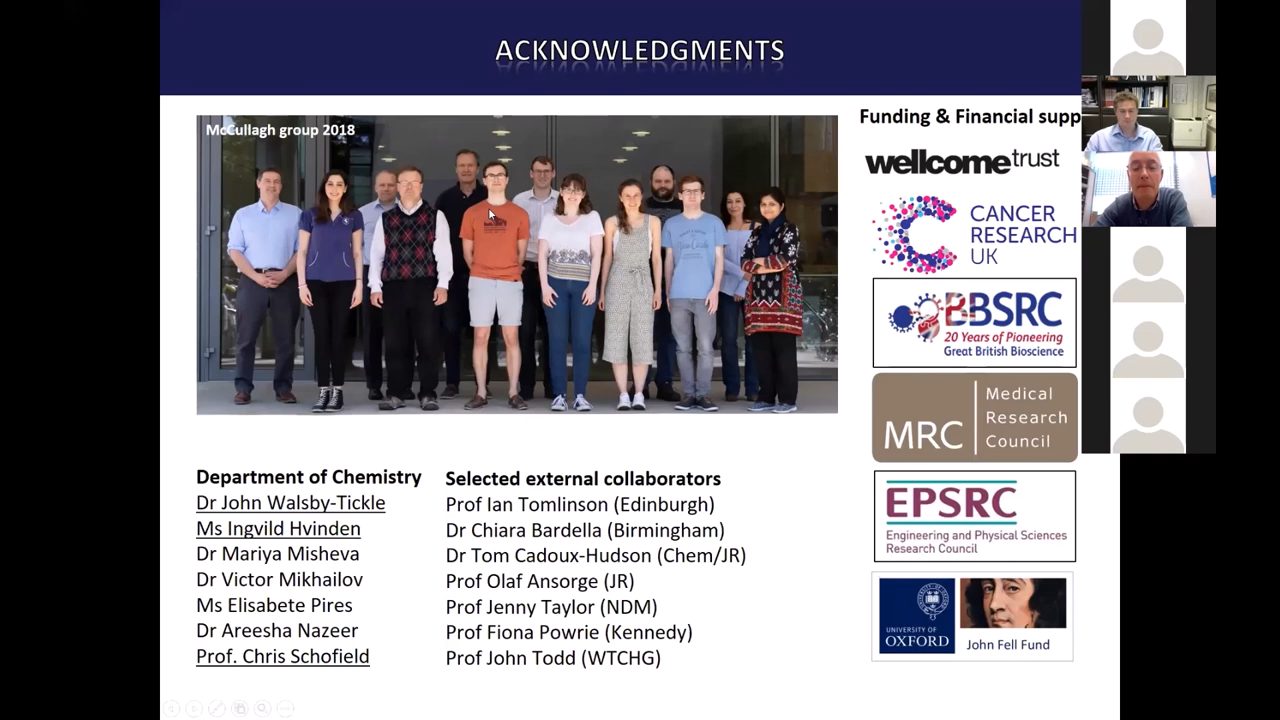 ACKNOWLEDGMENTS
McCullagh group 2018
Funding & Financial supp
wellcometrust
CANCER
RESEARCH
UK
BBSRC
20 Years of Pioneering
Great British Bioscience
MRC
Medical
Research
Council
EPSRC
Engineering and Physical Sciences
Research Council
UNIVERSITY OF
OXFORD
John Fell Fund
Department of Chemistry
Dr John Walsby-Tickle
Ms Ingvild Hvinden
Dr Mariya Misheva
Dr Victor Mikhailov
Ms Elisabete Pires
Dr Areesha Nazeer
Prof. Chris Schofield
Selected external collaborators
Prof Ian Tomlinson (Edinburgh)
Dr Chiara Bardella (Birmingham)
Dr Tom Cadoux-Hudson (Chem/JR)
Prof Olaf Ansorge (JR)
Prof Jenny Taylor (NDM)
Prof Fiona Powrie (Kennedy)
Prof John Todd (WTCHG)